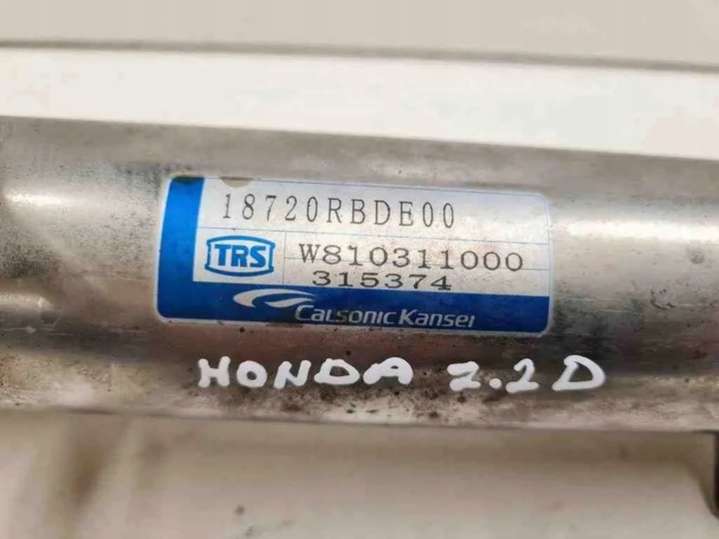 18720RBDE00
TRS
W810311000
315374
Calsonic Kansei
HONDA 2.2D